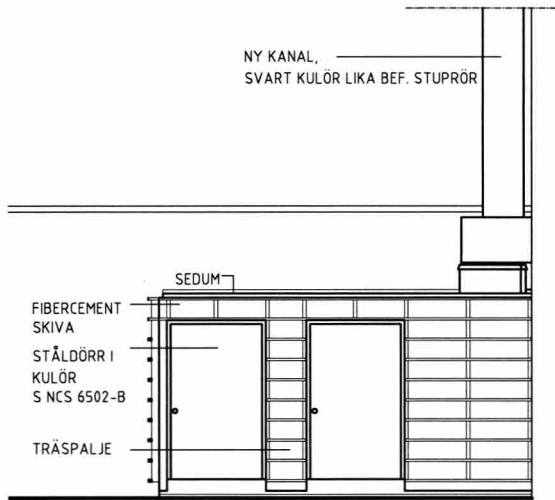 NY KANAL,
SVART KULÖR LIKA BEF. STUPRÖR
SEDUM
FIBERCEMENT
SKIVA
STÅLDÖRR I
KULÖR
S NCS 6502-B
TRÄSPALJE